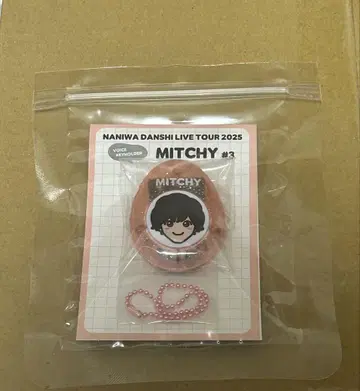 NANIWA DANSHI LIVE TOUR 2025
VOICE
KEYHOLDER
MITCHY #3
MITCHY